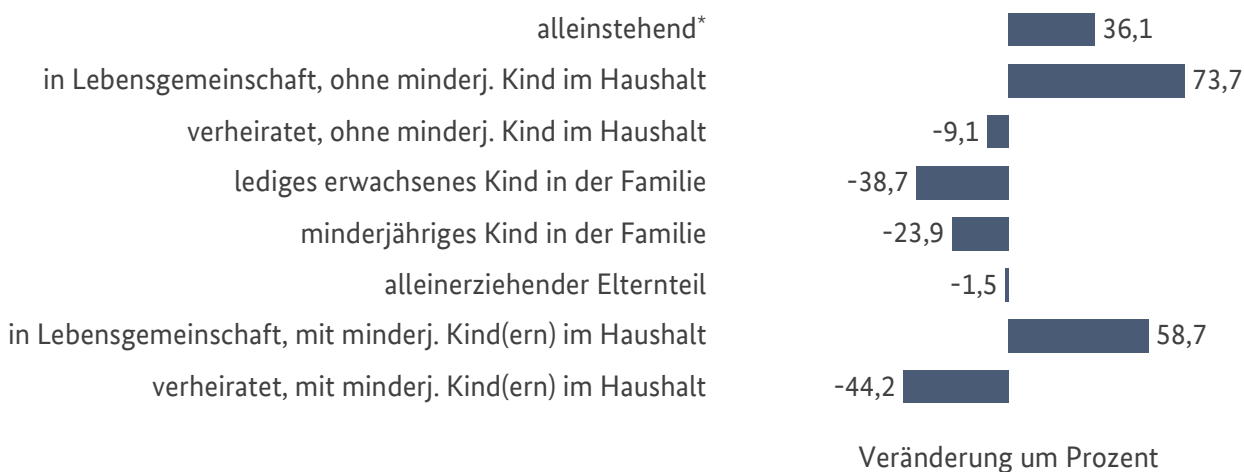 alleinstehend* 36,1
in Lebensgemeinschaft, ohne minderj. Kind im Haushalt 73,7
verheiratet, ohne minderj. Kind im Haushalt -9,1
lediges erwachsenes Kind in der Familie -38,7
minderjähriges Kind in der Familie -23,9
alleinerziehender Elternteil -1,5
in Lebensgemeinschaft, mit minderj. Kind(ern) im Haushalt 58,7
verheiratet, mit minderj. Kind(ern) im Haushalt -44,2
Veränderung um Prozent